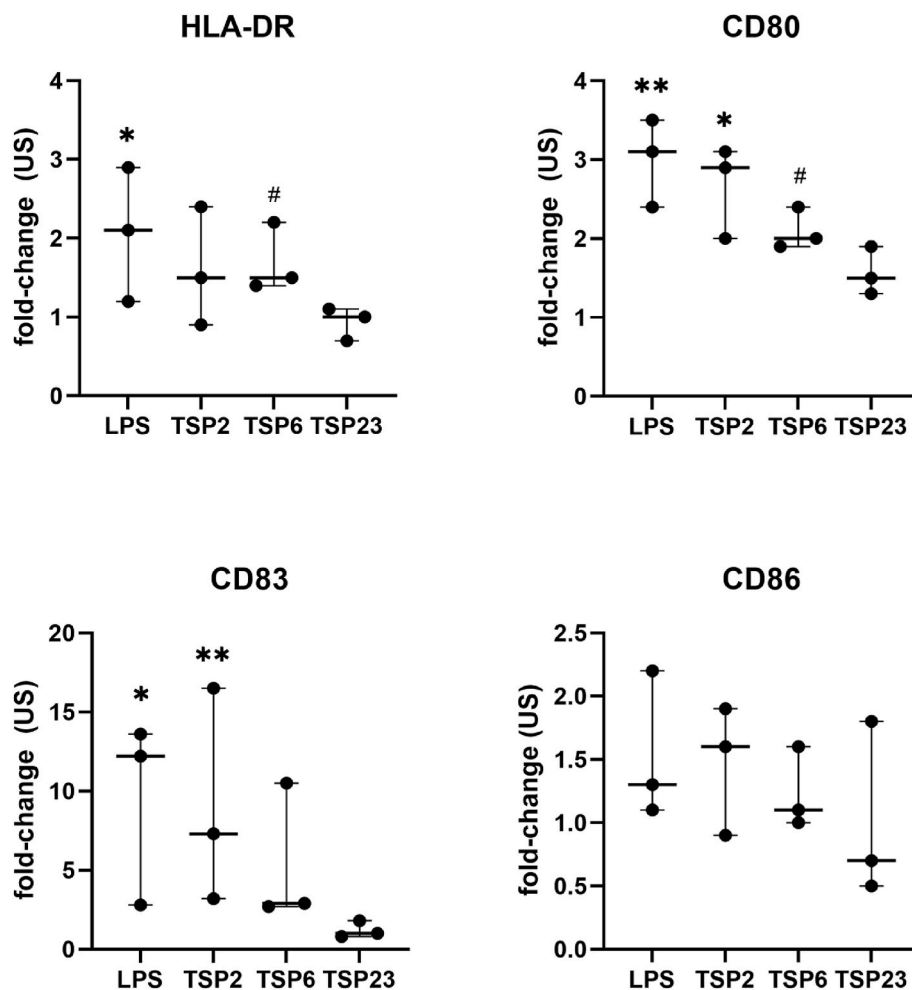 HLA-DR
fold-change (US)
4
3
2
1
0
*
#
LPS TSP2 TSP6 TSP23
CD80
fold-change (US)
4
3
2
1
0
**
*
#
LPS TSP2 TSP6 TSP23
CD83
fold-change (US)
20
15
10
5
0
*
**
LPS TSP2 TSP6 TSP23
CD86
fold-change (US)
2.5
2.0
1.5
1.0
0.5
0.0
LPS TSP2 TSP6 TSP23